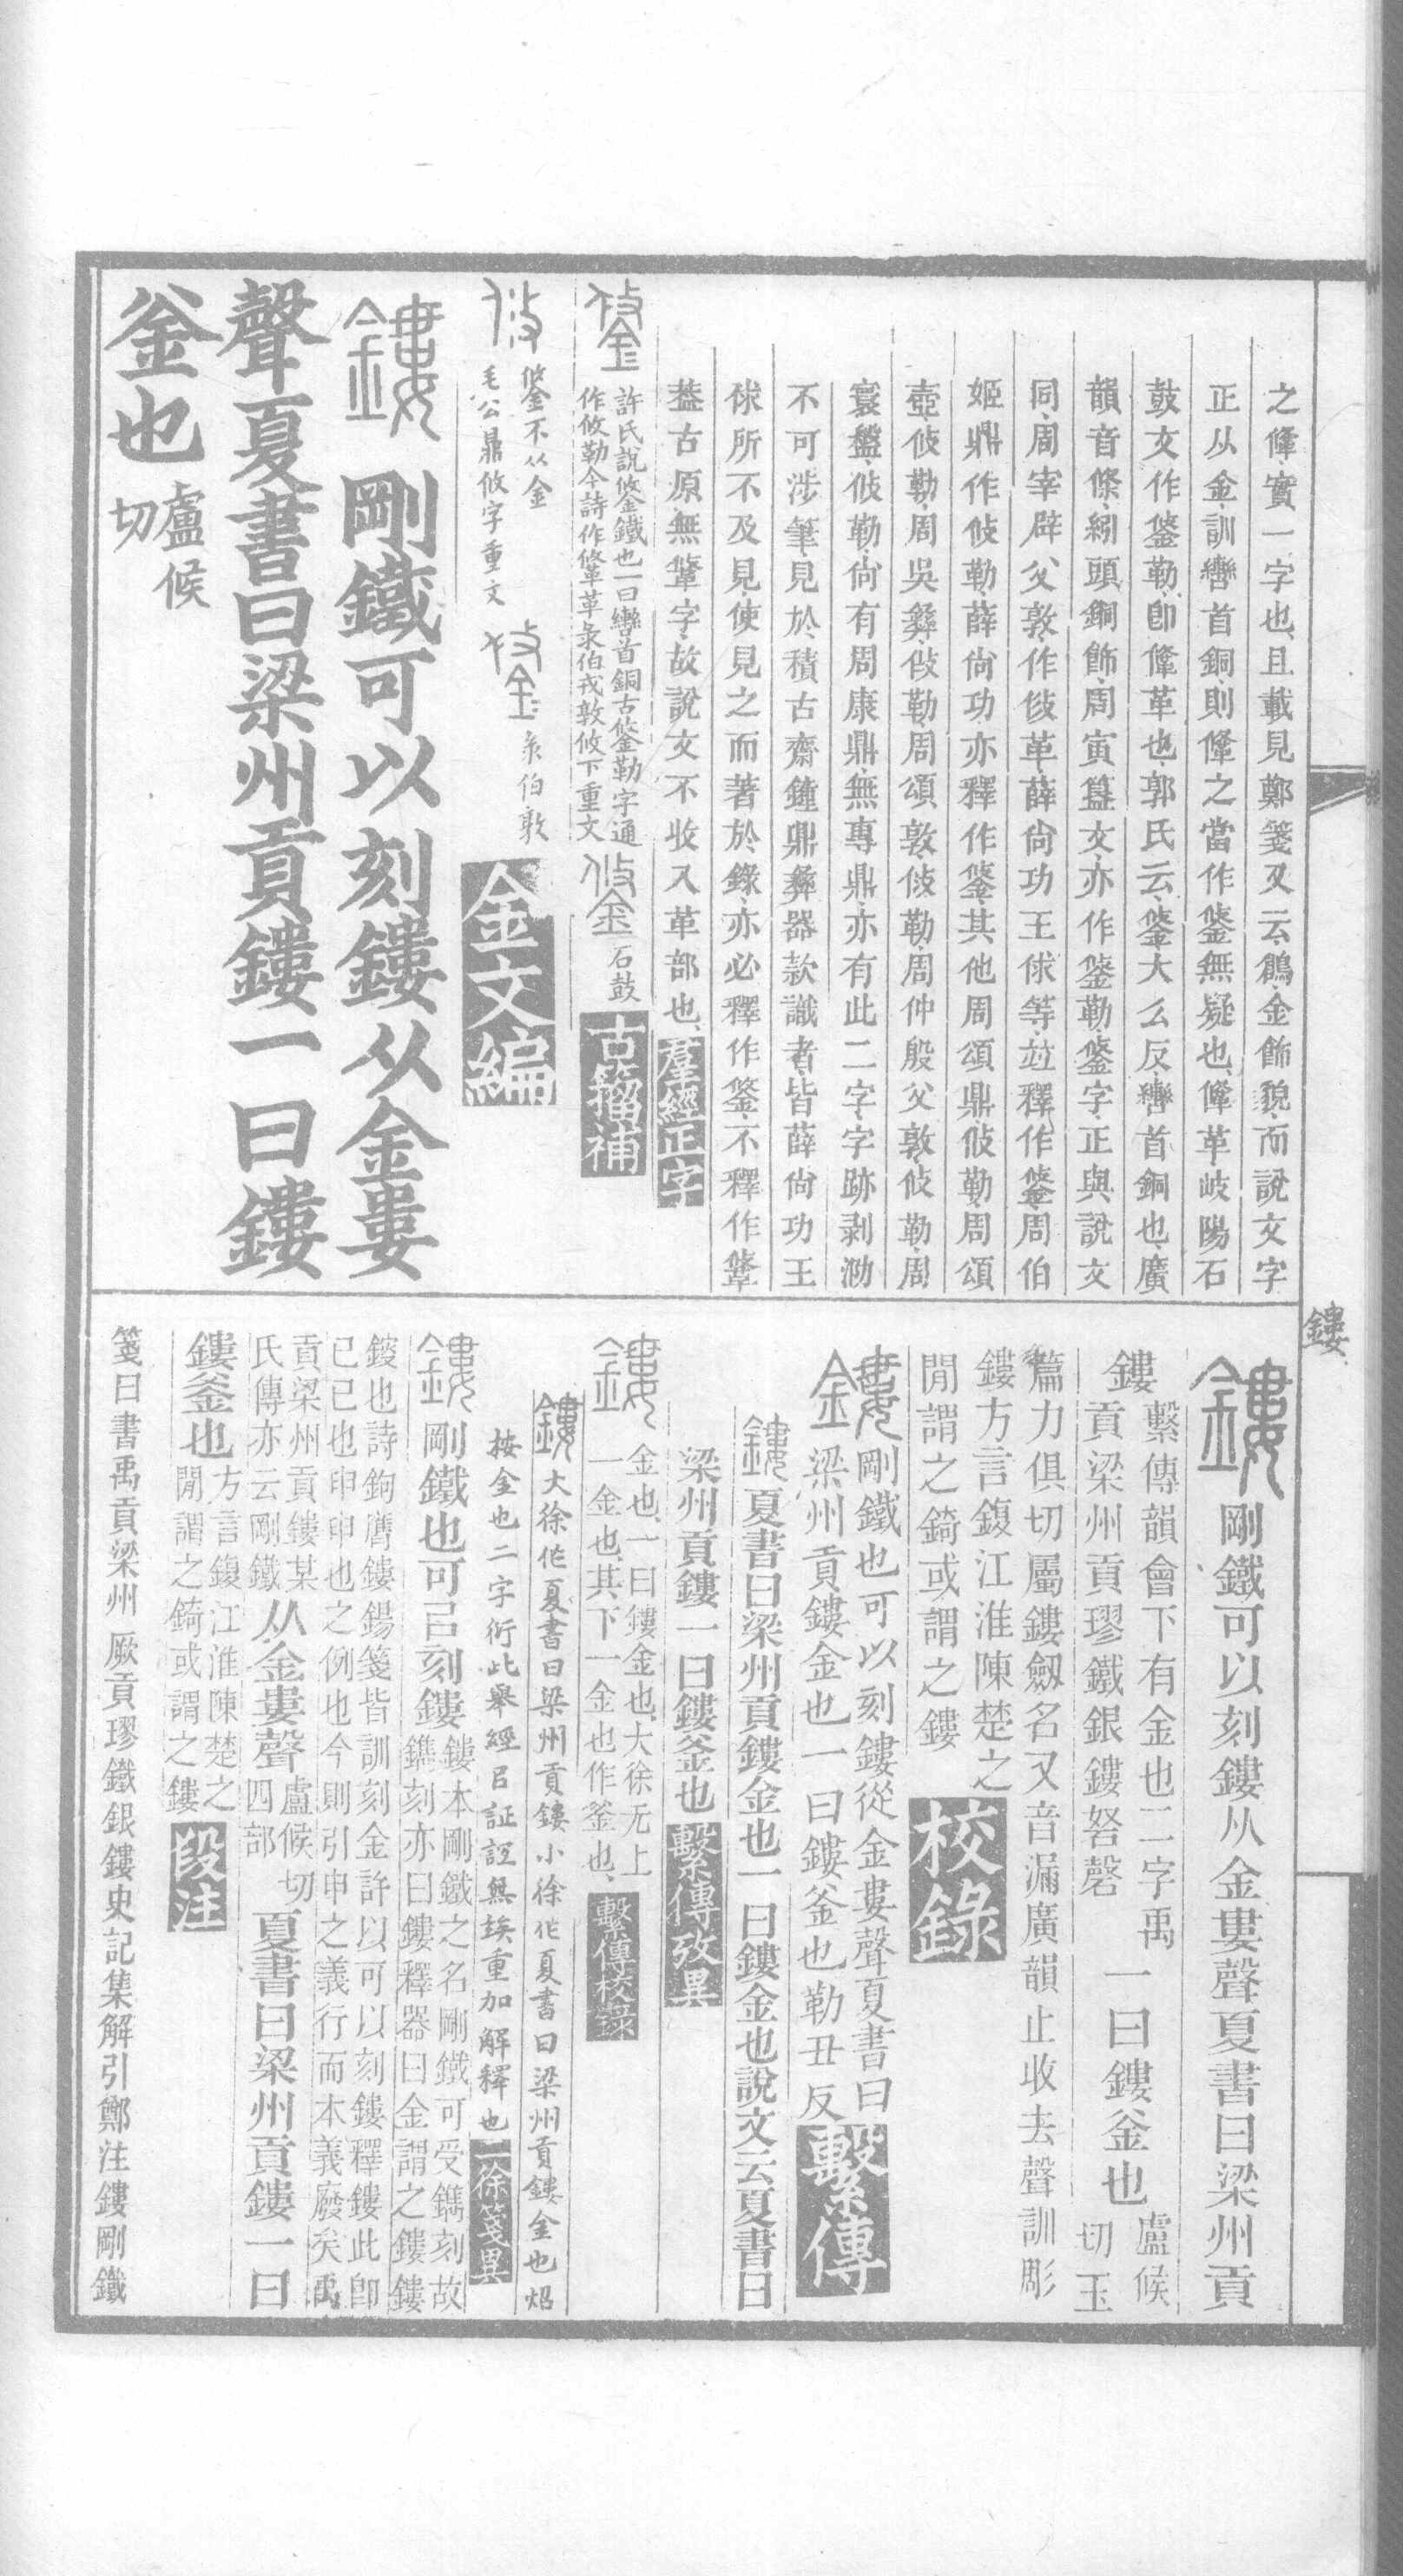 之鞗實一字也且載見鄭箋又云鶬金飾貌而說文字
正从金訓轡首銅則鞗之當作鋚無疑也鞗革岐陽石
鼓文作鋚勒卽鞗革也郭氏云鋚大幺反轡首銅也廣
韻音條紖頭銅飾周寅簋文亦作鋚勒鋚字正與說文
同周宰辟父敦作攸革薛尙功王俅等竝釋作鋚周伯
姬鼎作攸勒薛尙功亦釋作鋚其他周頌鼎攸勒周頌
壺攸勒周吳彝攸勒周頌敦攸勒周仲殷父敦攸勒周
寰盤攸勒尙有周康鼎無專鼎亦有此二字字跡剥泐
不可涉筆見於積古齋鐘鼎彝器款識者皆薛尙功王
俅所不及見使見之而著於錄亦必釋作鋚不釋作鞗
葢古原無鞗字故說文不收入革部也羣經正字
許氏說鋚鐵也一曰轡首銅古鋚勒字通
作攸勒今詩作鞗革彔伯戎敦攸下重文
石鼓
古籀補
鋚不从金
毛公鼎攸字重文
彔伯敦
金文編
鏤 剛鐵可以刻鏤从金婁
聲夏書曰梁州貢鏤一曰鏤
釜也盧候
切
鏤
鏤剛鐵可以刻鏤从金婁聲夏書曰梁州貢
鏤繫傳韻會下有金也二字禹
貢梁州貢璆鐵銀鏤砮磬一曰鏤釜也盧候
切玉
篇力俱切屬鏤劒名又音漏廣韻止收去聲訓彫
鏤方言鍑江淮陳楚之
閒謂之錡或謂之鏤校錄
鏤剛鐵也可以刻鏤從金婁聲夏書曰
梁州貢鏤金也一曰鏤釜也勒丑反繫傳
鏤夏書曰梁州貢鏤金也一曰鏤金也說文云夏書曰
梁州貢鏤一曰鏤釜也繫傳攷異
鏤金也一曰鏤金也大徐无上
一金也其下一金也作釜也繫傳校錄
鏤大徐作夏書曰梁州貢鏤小徐作夏書曰梁州貢鏤金也炤
按金也二字衍此舉經㠯証誼無須重加解釋也二徐箋異
鏤剛鐵也可㠯刻鏤鏤本剛鐵之名剛鐵可受鐫刻故
鐫刻亦曰鏤釋器曰金謂之鏤鏤
鋑也詩鉤膺鏤鍚箋皆訓刻金許以可以刻鏤釋鏤此卽
已已也申申也之例也今則引申之義行而本義廢矣禹
貢梁州貢鏤某
氏傳亦云剛鐵从金婁聲盧候切
四部夏書曰梁州貢鏤一曰
鏤釜也方言鍑江淮陳楚之
閒謂之錡或謂之鏤段注
箋曰書禹貢梁州厥貢璆鐵銀鏤史記集解引鄭注鏤剛鐵